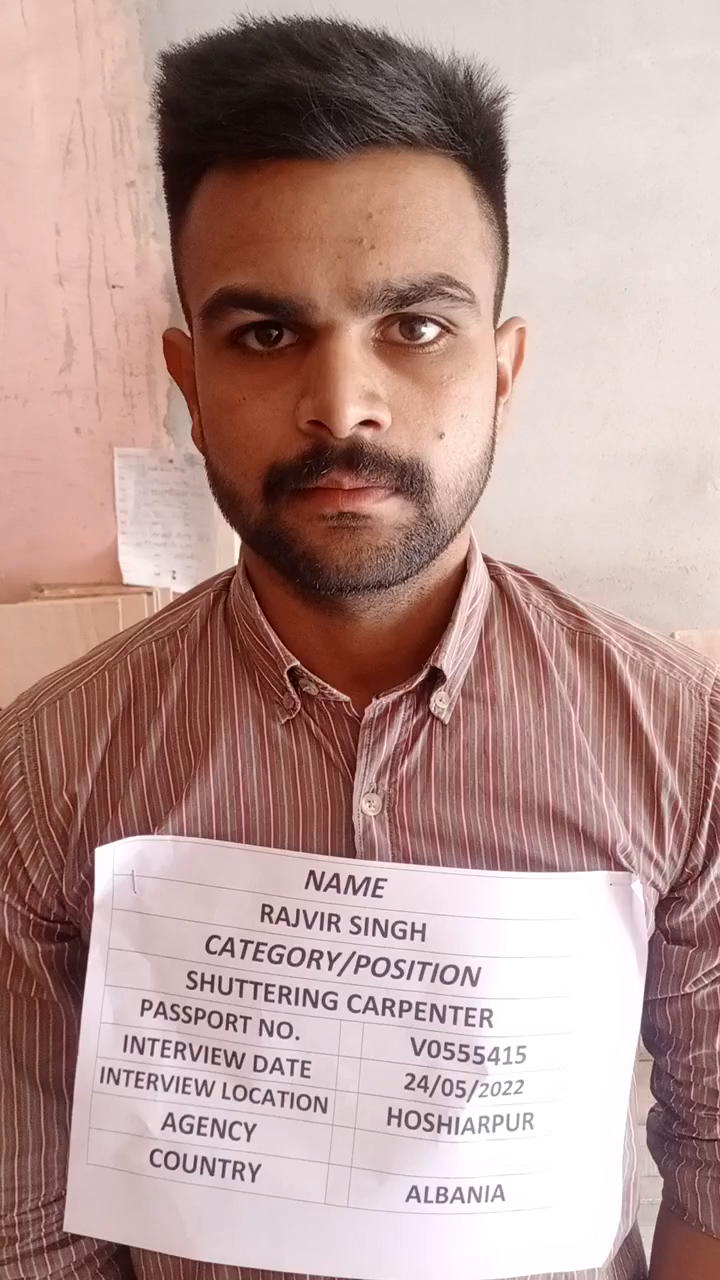 NAME
RAJVIR SINGH
CATEGORY/POSITION
SHUTTERING CARPENTER
PASSPORT NO. V0555415
INTERVIEW DATE 24/05/2022
INTERVIEW LOCATION HOSHIARPUR
AGENCY
COUNTRY ALBANIA